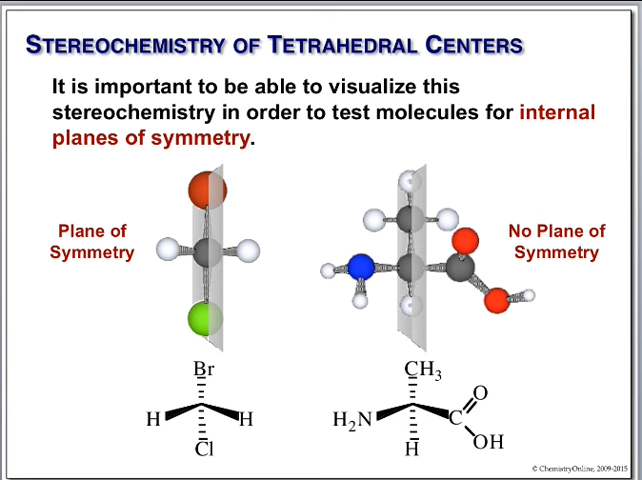 STEREOCHEMISTRY OF TETRAHEDRAL CENTERS
It is important to be able to visualize this
stereochemistry in order to test molecules for internal
planes of symmetry.
Plane of
Symmetry
No Plane of
Symmetry
Br
H H
Cl
CH3
H2N C O
OH
H
© ChemistryOnline, 2009-2015